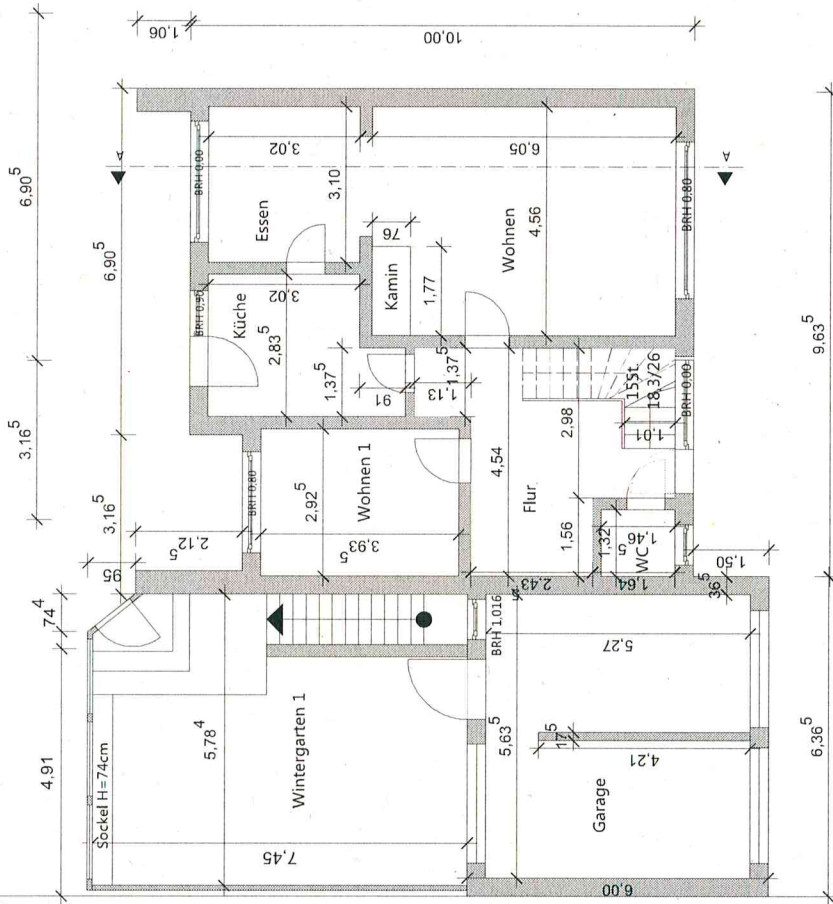 1,06
10,00
6,90⁵
6,90⁵
3,16⁵
3,16⁵
9,63⁵
6,36⁵
A
A
BRH 0,00
3,02
6,05
3,10
Essen
Wohnen
4,56
BRH 0,80
76
Kamin
1,77
BRH 0,90
Küche
3,02
2,83⁵
1,37⁵
91
1,13
1,37⁵
15St.
18,3/26
BRH 0,00
2,98
1,01
BRH 0,80
2,92⁵
Wohnen 1
3,93⁵
2,12⁵
4,54
Flur
1,56
1,32
1,46⁵
WC
1,64
2,43
1,50
36⁵
95
74⁴
4,91
Sockel H=74cm
5,78⁴
Wintergarten 1
7,45
BRH 1,016
5,27
5,63⁵
17⁵
4,21
Garage
6,00